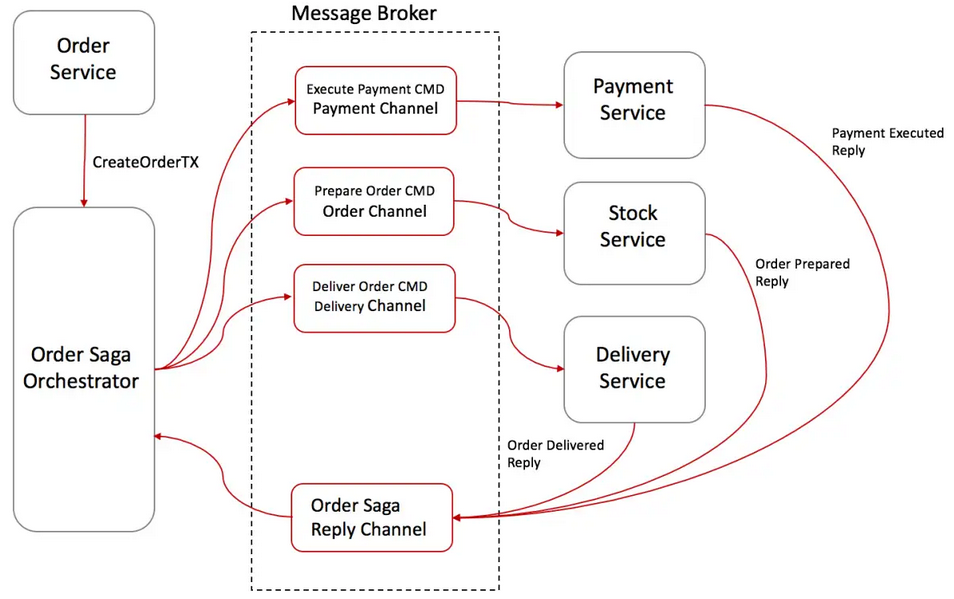 Message Broker
Order
Service
CreateOrderTX
Order Saga
Orchestrator
Execute Payment CMD
Payment Channel
Prepare Order CMD
Order Channel
Deliver Order CMD
Delivery Channel
Order Saga
Reply Channel
Payment
Service
Stock
Service
Delivery
Service
Payment Executed
Reply
Order Prepared
Reply
Order Delivered
Reply